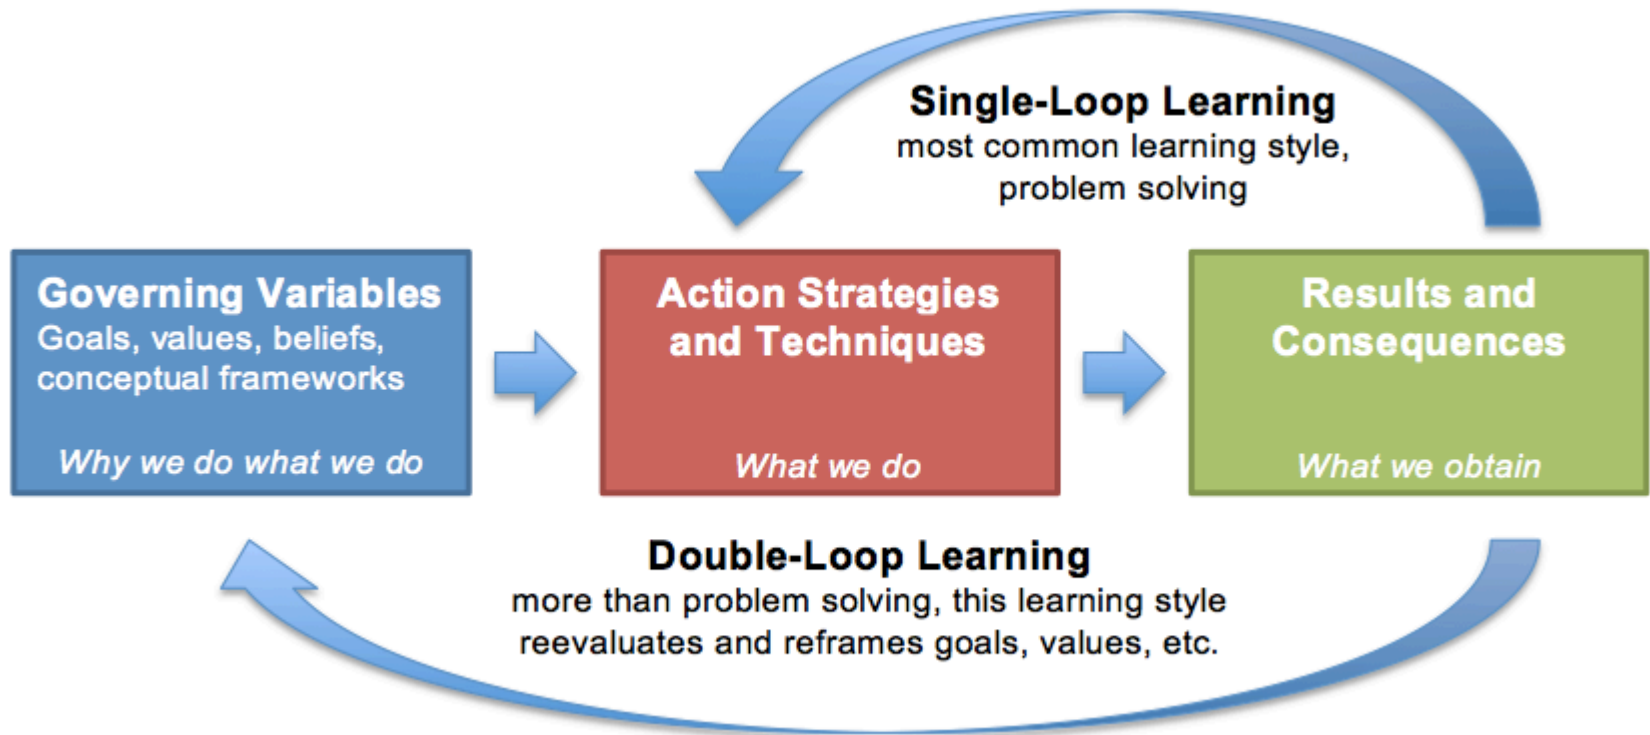 Single-Loop Learning
most common learning style,
problem solving
Governing Variables
Goals, values, beliefs,
conceptual frameworks
Why we do what we do
Action Strategies
and Techniques
What we do
Results and
Consequences
What we obtain
Double-Loop Learning
more than problem solving, this learning style
reevaluates and reframes goals, values, etc.